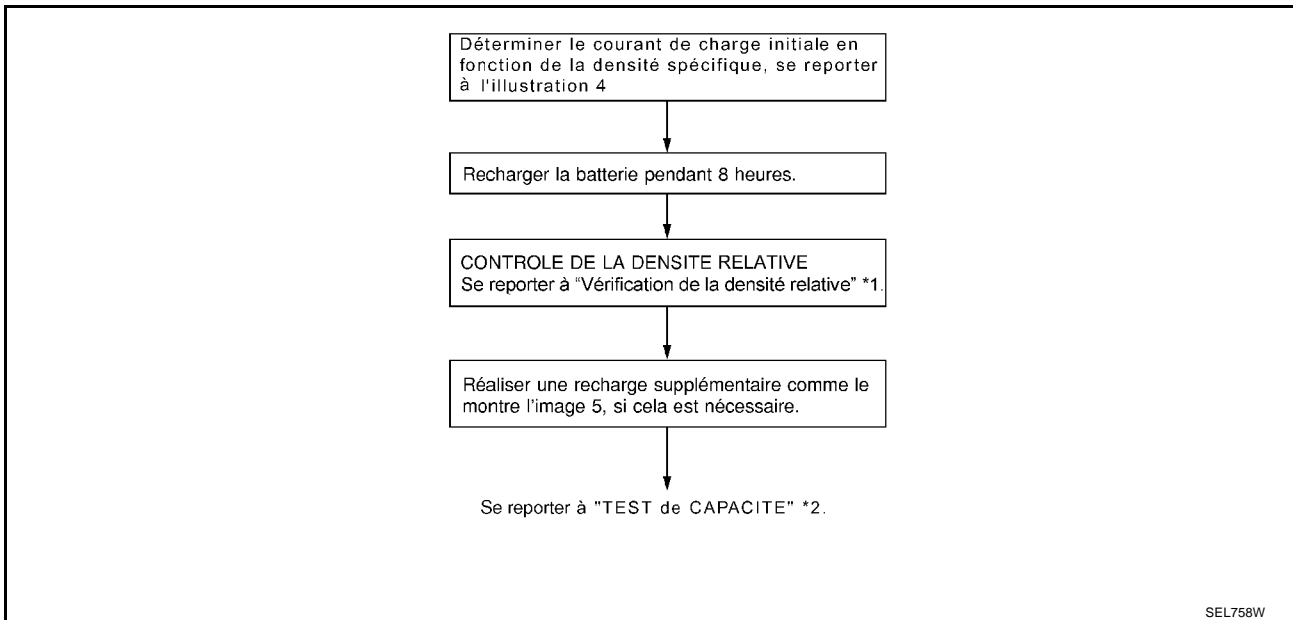 Déterminer le courant de charge initiale en
fonction de la densité spécifique, se reporter
à l'illustration 4
Recharger la batterie pendant 8 heures.
CONTROLE DE LA DENSITE RELATIVE
Se reporter à “Vérification de la densité relative” *1.
Réaliser une recharge supplémentaire comme le
montre l’image 5, si cela est nécessaire.
Se reporter à "TEST de CAPACITE" *2.
SEL758W